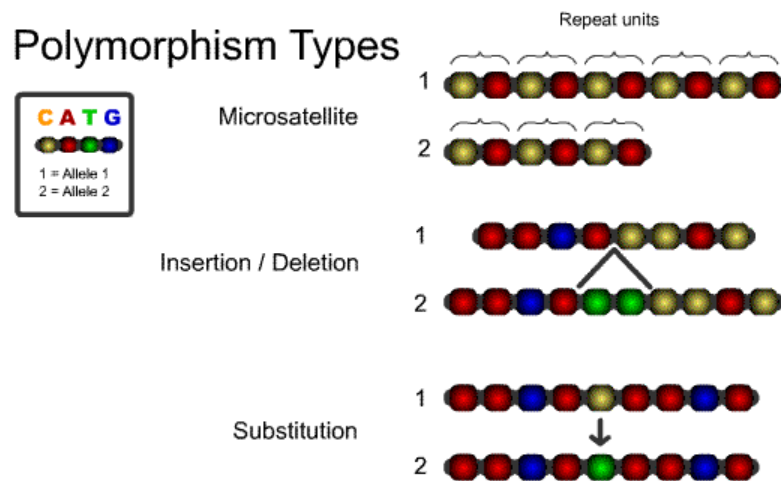 Polymorphism Types
C A T G
1 = Allele 1
2 = Allele 2
Repeat units
Microsatellite
1
2
Insertion / Deletion
1
2
Substitution
1
2